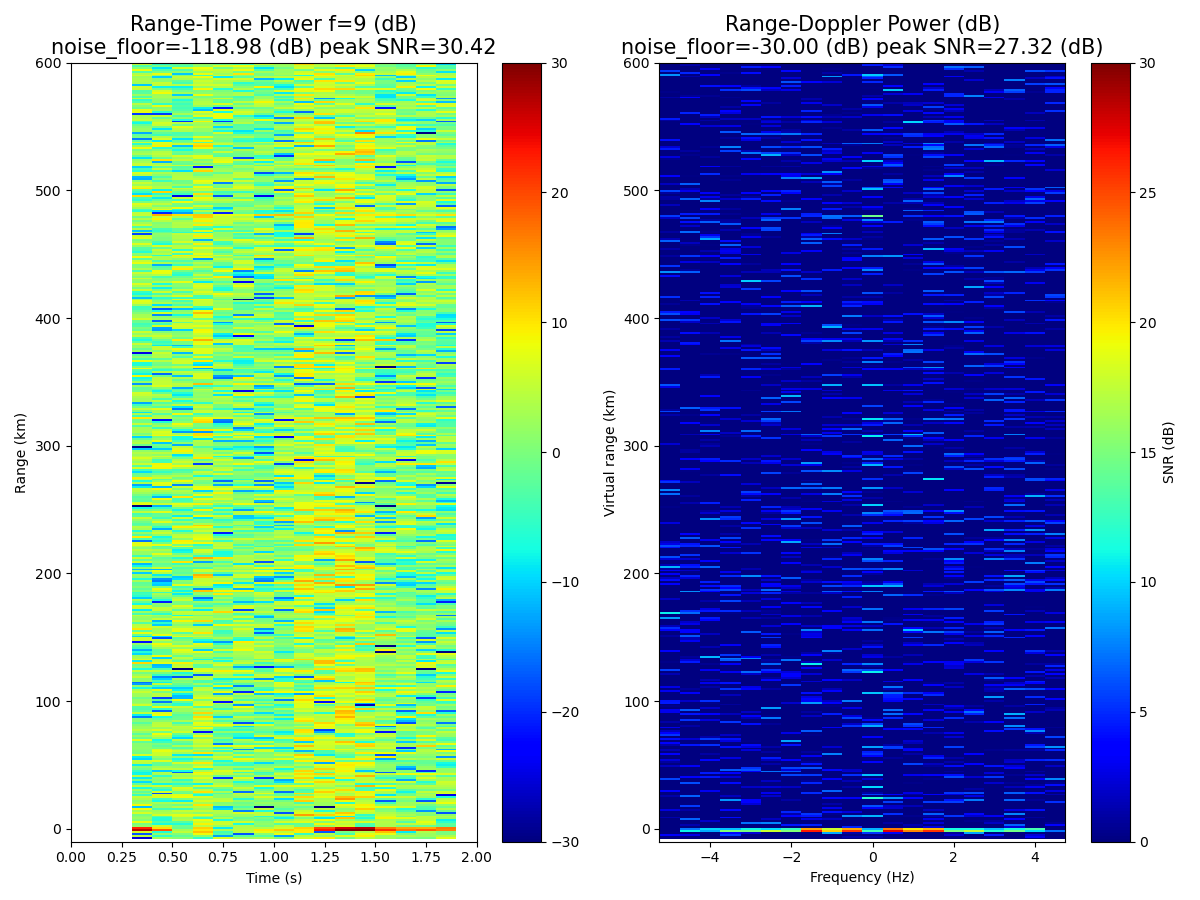 Range-Time Power f=9 (dB)
noise_floor=-118.98 (dB) peak SNR=30.42
600
500
400
300
200
100
0
Range (km)
0.00 0.25 0.50 0.75 1.00 1.25 1.50 1.75 2.00
Time (s)
30
20
10
0
−10
−20
−30
Range-Doppler Power (dB)
noise_floor=-30.00 (dB) peak SNR=27.32 (dB)
600
500
400
300
200
100
0
Virtual range (km)
−4 −2 0 2 4
Frequency (Hz)
30
25
20
15
10
5
0
SNR (dB)